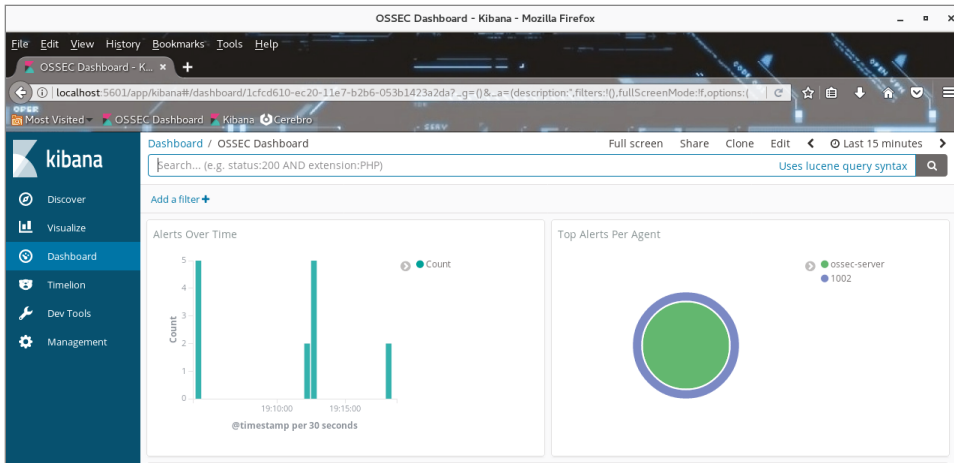 OSSEC Dashboard - Kibana - Mozilla Firefox
File Edit View History Bookmarks Tools Help
OSSEC Dashboard - K...
localhost:5601/app/kibana#/dashboard/1cfcd610-ec20-11e7-b2b6-053b1423a2da?_g=()&_a=(description:'',filters:!(),fullScreenMode:!f,options:(
Most Visited OSSEC Dashboard Kibana Cerebro
kibana
Discover
Visualize
Dashboard
Timelion
Dev Tools
Management
Dashboard / OSSEC Dashboard Full screen Share Clone Edit Last 15 minutes
Search... (e.g. status:200 AND extension:PHP) Uses lucene query syntax
Add a filter +
Alerts Over Time
Count
5
4
3
2
1
0
19:10:00 19:15:00
@timestamp per 30 seconds
Count
Top Alerts Per Agent
ossec-server
1002